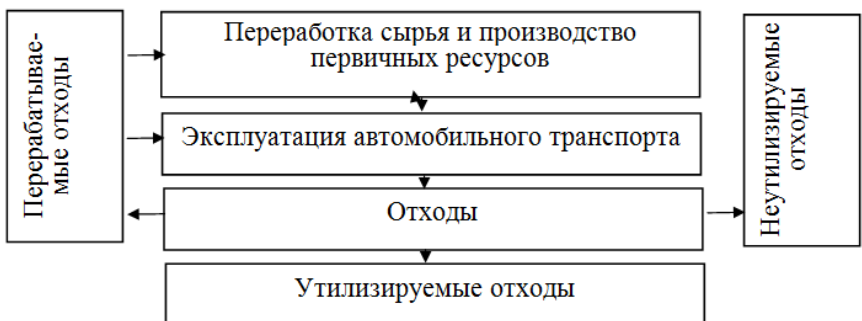 Перерабатывае-
мые отходы
Переработка сырья и производство
первичных ресурсов
Эксплуатация автомобильного транспорта
Отходы
Утилизируемые отходы
Неутилизируемые
отходы